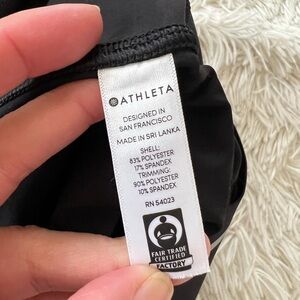 ATHLETA
DESIGNED IN
SAN FRANCISCO
MADE IN SRI LANKA
SHELL:
83% POLYESTER
17% SPANDEX
TRIMMING:
90% POLYESTER
10% SPANDEX
RN 54023
FAIR TRADE
CERTIFIED
FACTORY